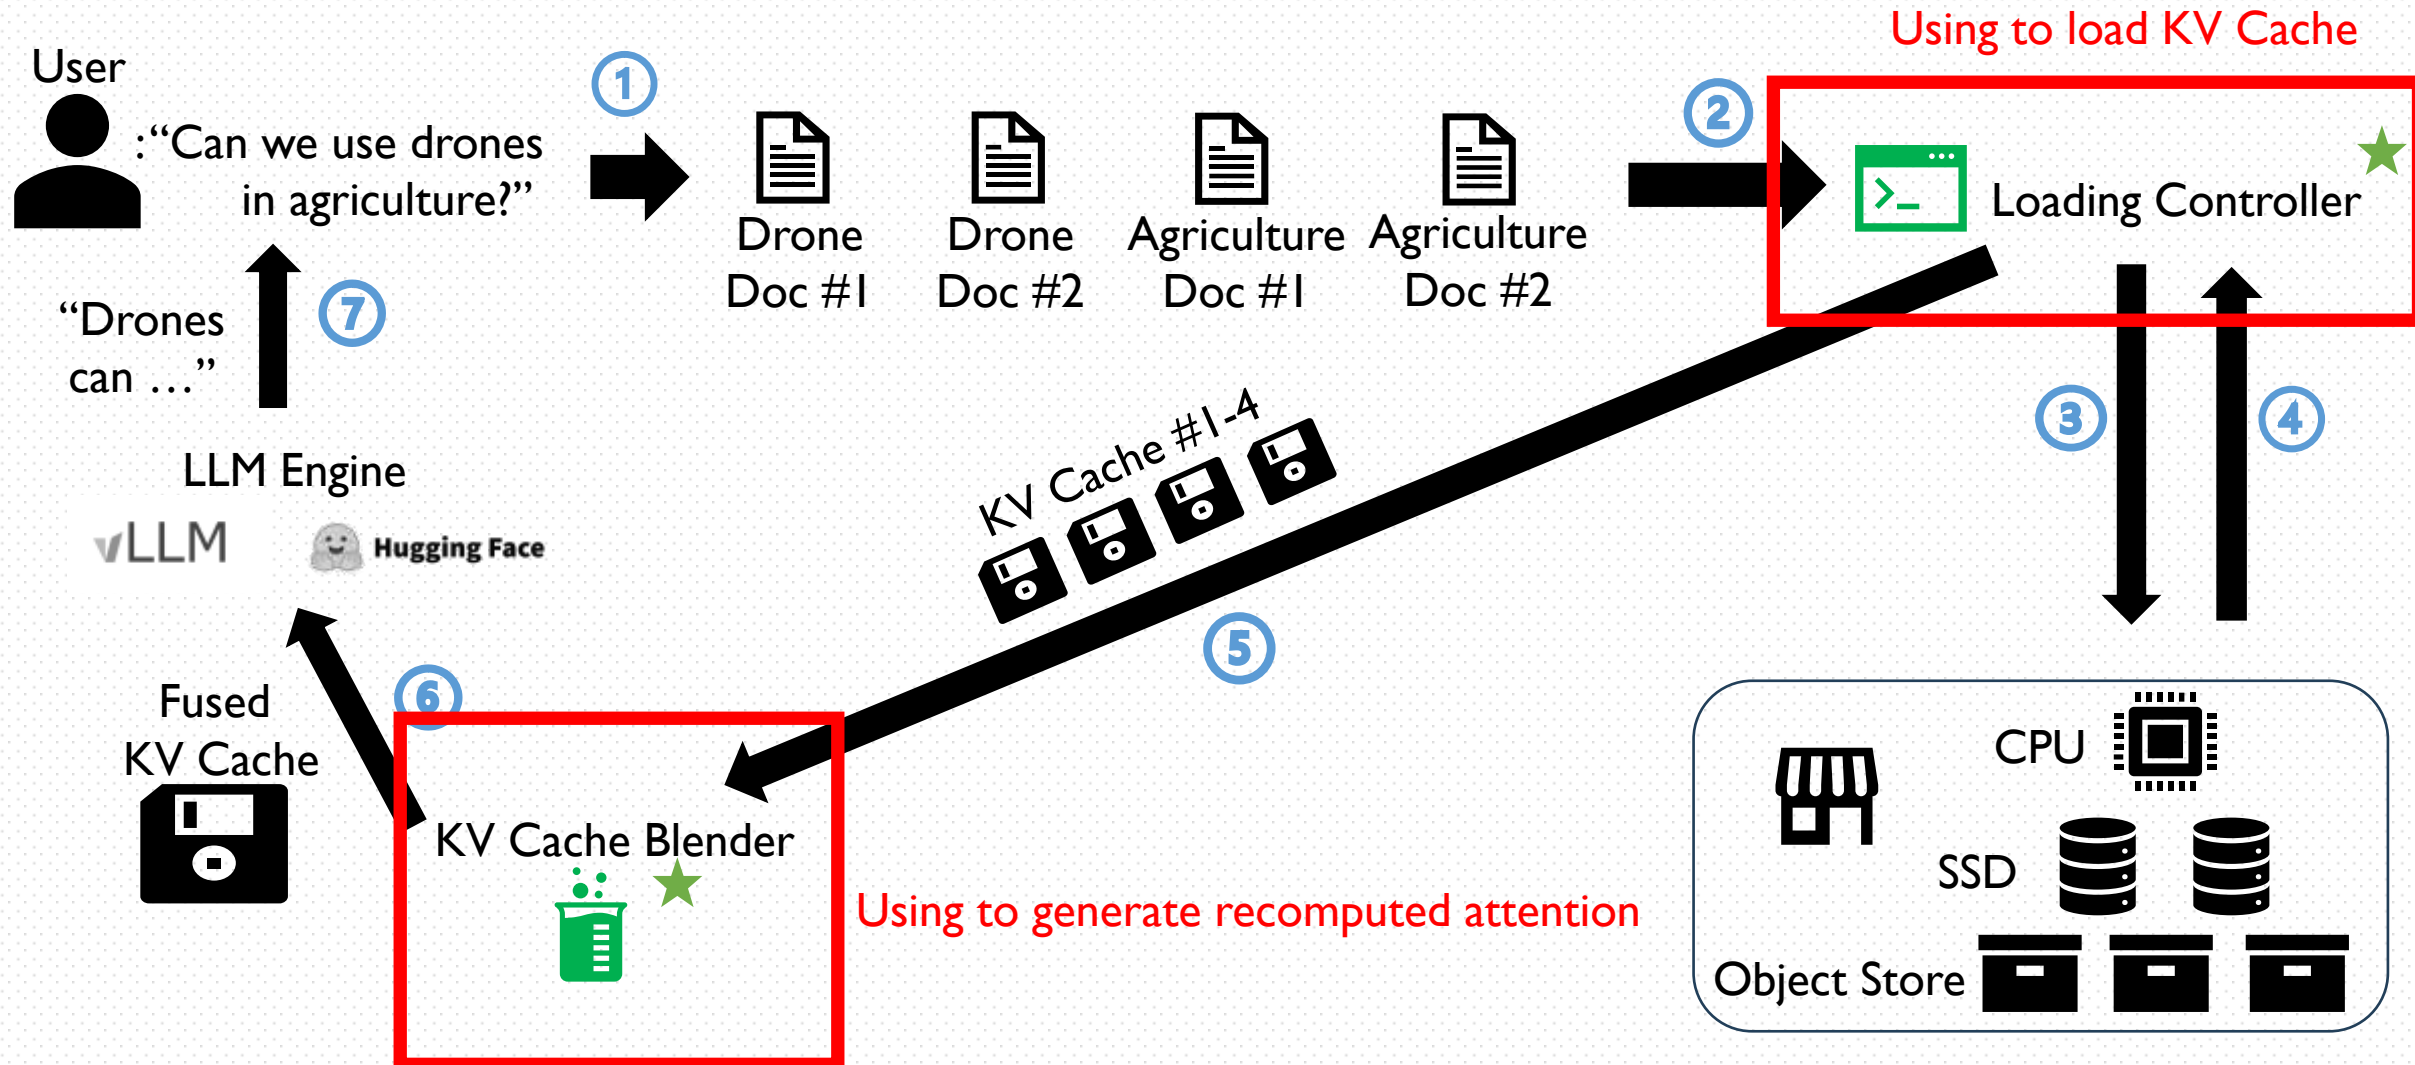 Using to load KV Cache
User
:“Can we use drones
in agriculture?”
1
Drone
Doc #1
Drone
Doc #2
Agriculture
Doc #1
Agriculture
Doc #2
2
Loading Controller
3
4
KV Cache #1-4
5
“Drones
can …”
7
LLM Engine
vLLM
Hugging Face
6
Fused
KV Cache
KV Cache Blender
Using to generate recomputed attention
CPU
SSD
Object Store